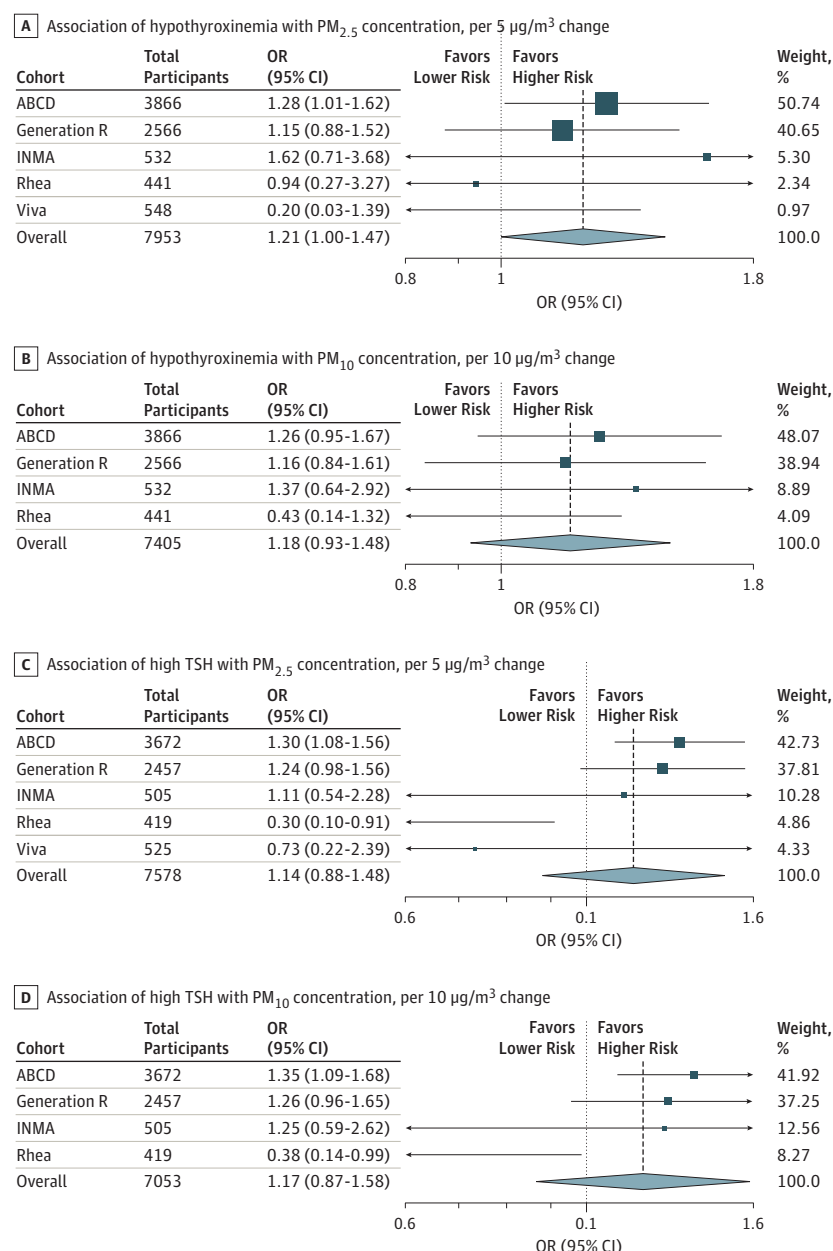 A Association of hypothyroxinemia with PM2.5 concentration, per 5 µg/m3 change
Cohort Total Participants OR (95% CI) Favors Lower Risk Favors Higher Risk Weight, %
ABCD 3866 1.28 (1.01-1.62) 50.74
Generation R 2566 1.15 (0.88-1.52) 40.65
INMA 532 1.62 (0.71-3.68) 5.30
Rhea 441 0.94 (0.27-3.27) 2.34
Viva 548 0.20 (0.03-1.39) 0.97
Overall 7953 1.21 (1.00-1.47) 100.0
0.8 1 1.8
OR (95% CI)
B Association of hypothyroxinemia with PM10 concentration, per 10 µg/m3 change
Cohort Total Participants OR (95% CI) Favors Lower Risk Favors Higher Risk Weight, %
ABCD 3866 1.26 (0.95-1.67) 48.07
Generation R 2566 1.16 (0.84-1.61) 38.94
INMA 532 1.37 (0.64-2.92) 8.89
Rhea 441 0.43 (0.14-1.32) 4.09
Overall 7405 1.18 (0.93-1.48) 100.0
0.8 1 1.8
OR (95% CI)
C Association of high TSH with PM2.5 concentration, per 5 µg/m3 change
Cohort Total Participants OR (95% CI) Favors Lower Risk Favors Higher Risk Weight, %
ABCD 3672 1.30 (1.08-1.56) 42.73
Generation R 2457 1.24 (0.98-1.56) 37.81
INMA 505 1.11 (0.54-2.28) 10.28
Rhea 419 0.30 (0.10-0.91) 4.86
Viva 525 0.73 (0.22-2.39) 4.33
Overall 7578 1.14 (0.88-1.48) 100.0
0.6 0.1 1.6
OR (95% CI)
D Association of high TSH with PM10 concentration, per 10 µg/m3 change
Cohort Total Participants OR (95% CI) Favors Lower Risk Favors Higher Risk Weight, %
ABCD 3672 1.35 (1.09-1.68) 41.92
Generation R 2457 1.26 (0.96-1.65) 37.25
INMA 505 1.25 (0.59-2.62) 12.56
Rhea 419 0.38 (0.14-0.99) 8.27
Overall 7053 1.17 (0.87-1.58) 100.0
0.6 0.1 1.6
OR (95% CI)